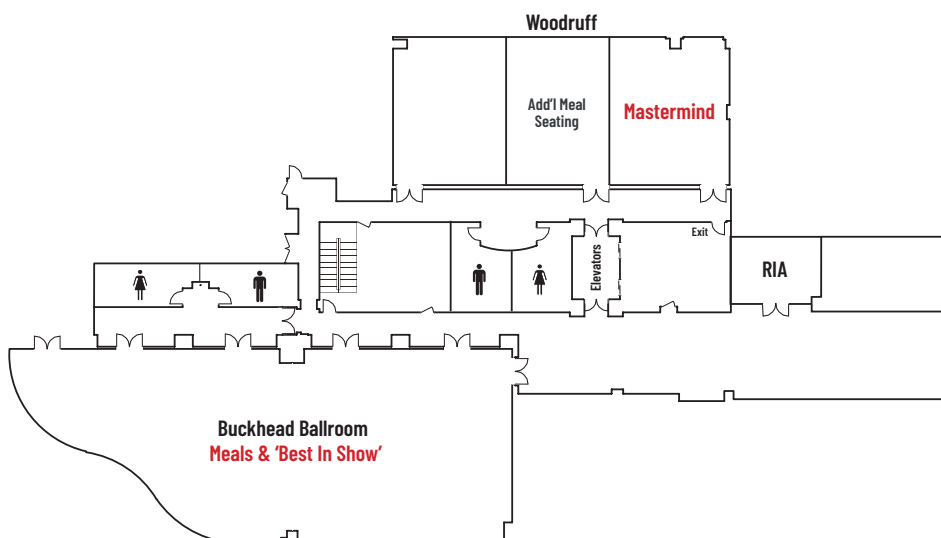 Woodruff
Add'l Meal
Seating
Mastermind
Exit
Elevators
RIA
Buckhead Ballroom
Meals & 'Best In Show'